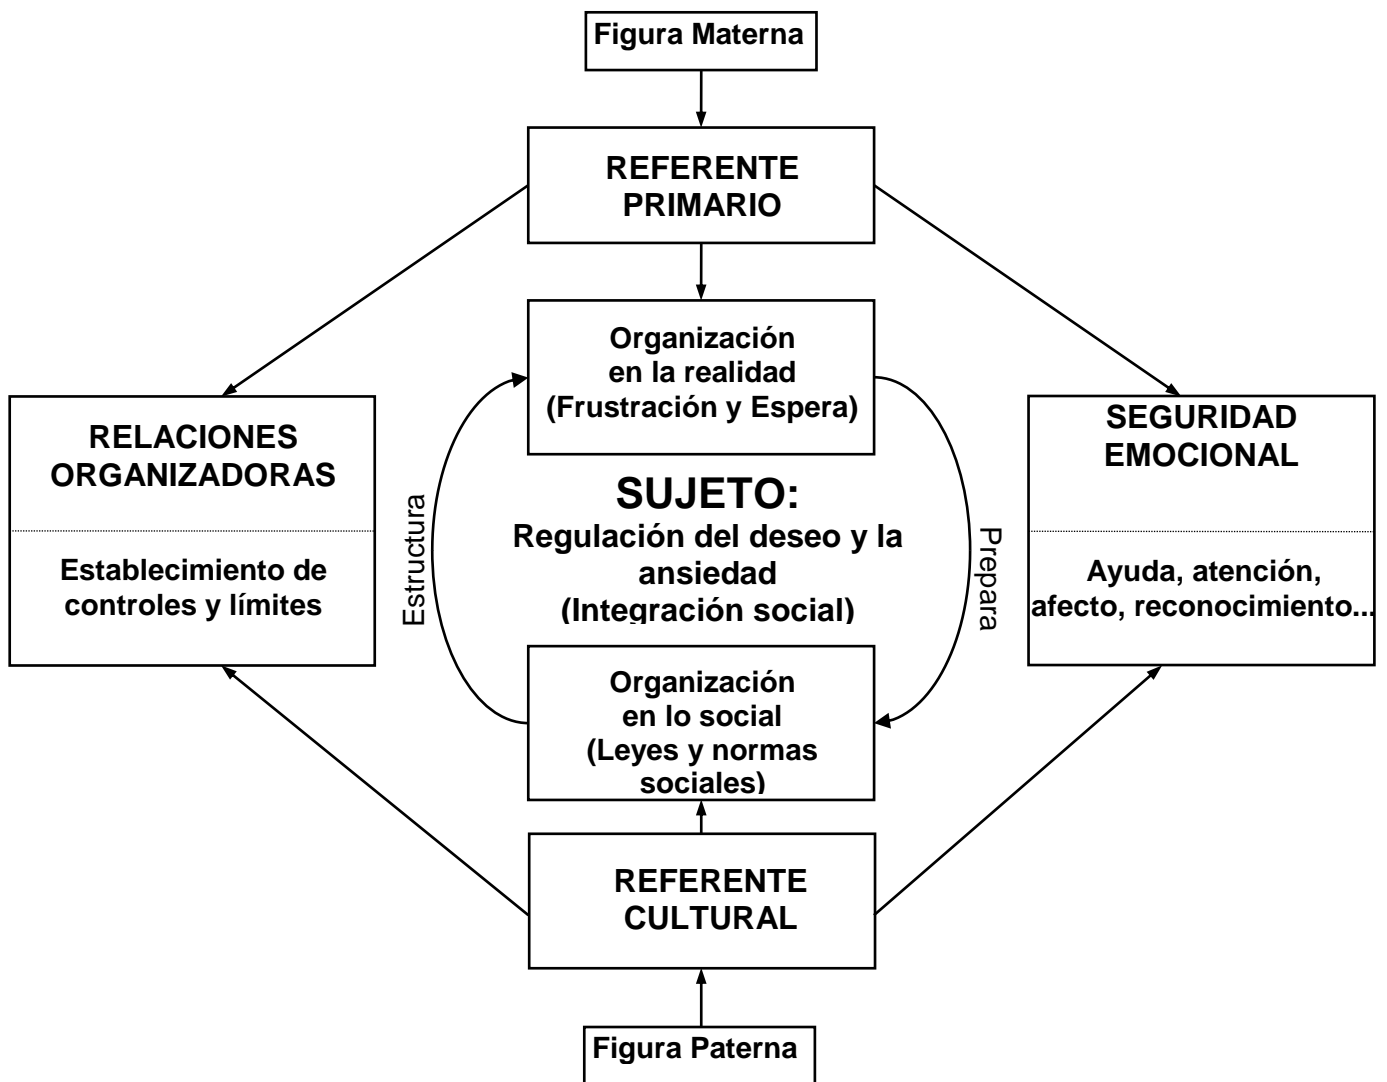 Figura Materna
REFERENTE
PRIMARIO
Organización
en la realidad
(Frustración y Espera)
RELACIONES
ORGANIZADORAS
Establecimiento de
controles y límites
Estructura
SUJETO:
Regulación del deseo y la
ansiedad
(Integración social)
Prepara
SEGURIDAD
EMOCIONAL
Ayuda, atención,
afecto, reconocimiento...
Organización
en lo social
(Leyes y normas
sociales)
REFERENTE
CULTURAL
Figura Paterna